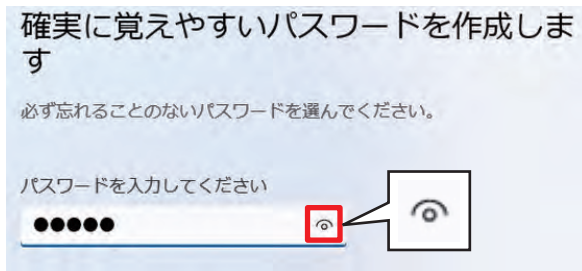 確実に覚えやすいパスワードを作成しま
す
必ず忘れることのないパスワードを選んでください。
パスワードを入力してください
●●●●●